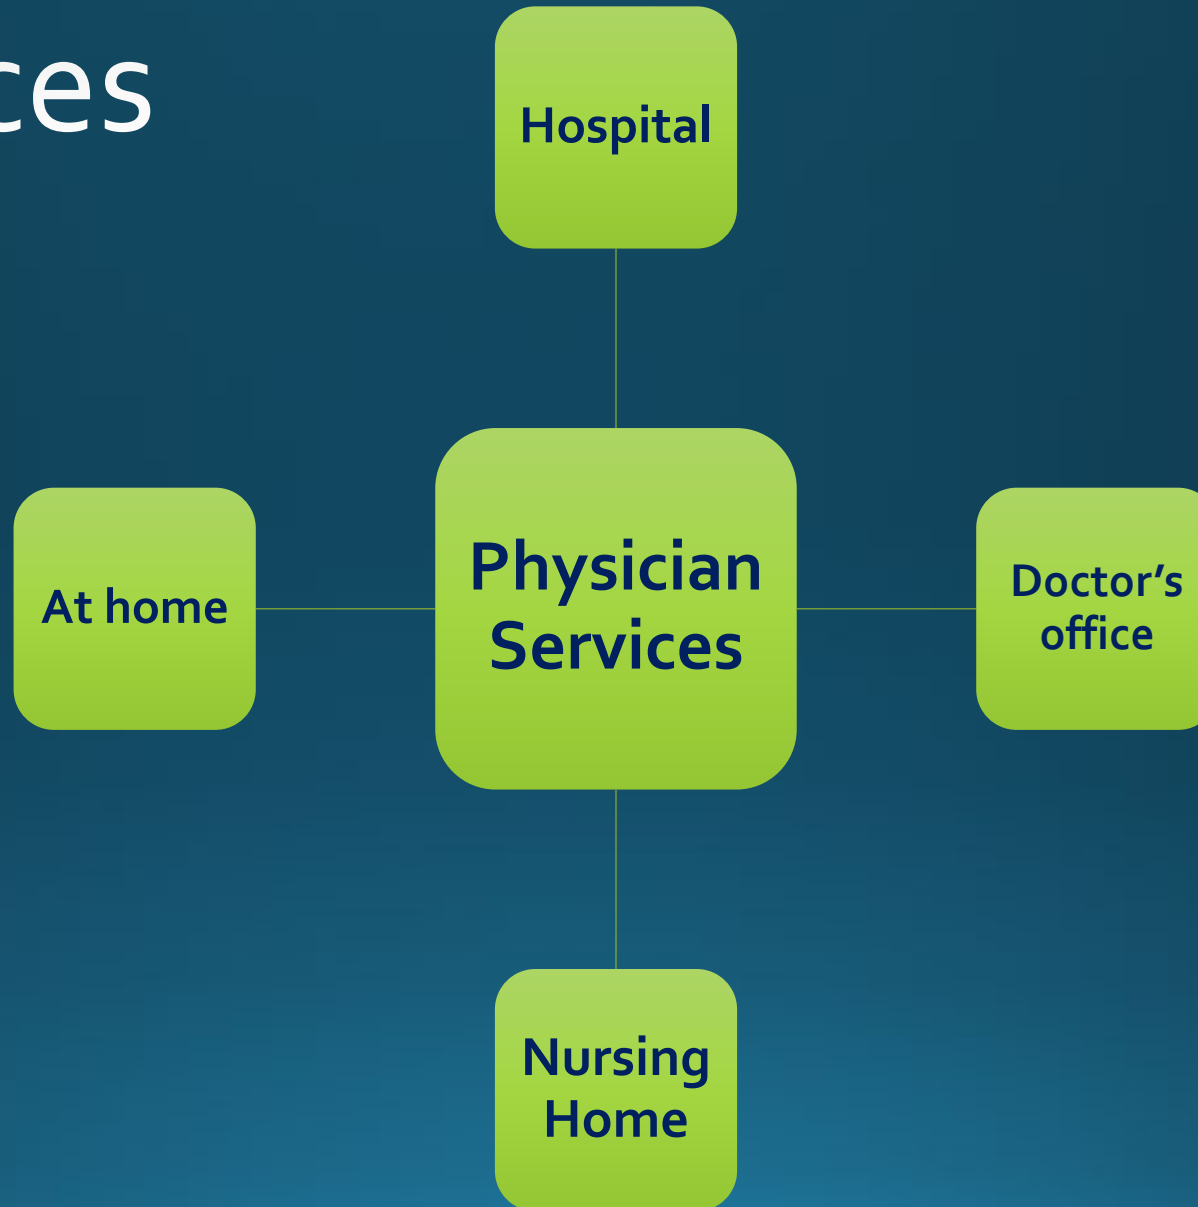 ces
Hospital
At home
Physician
Services
Doctor’s
office
Nursing
Home